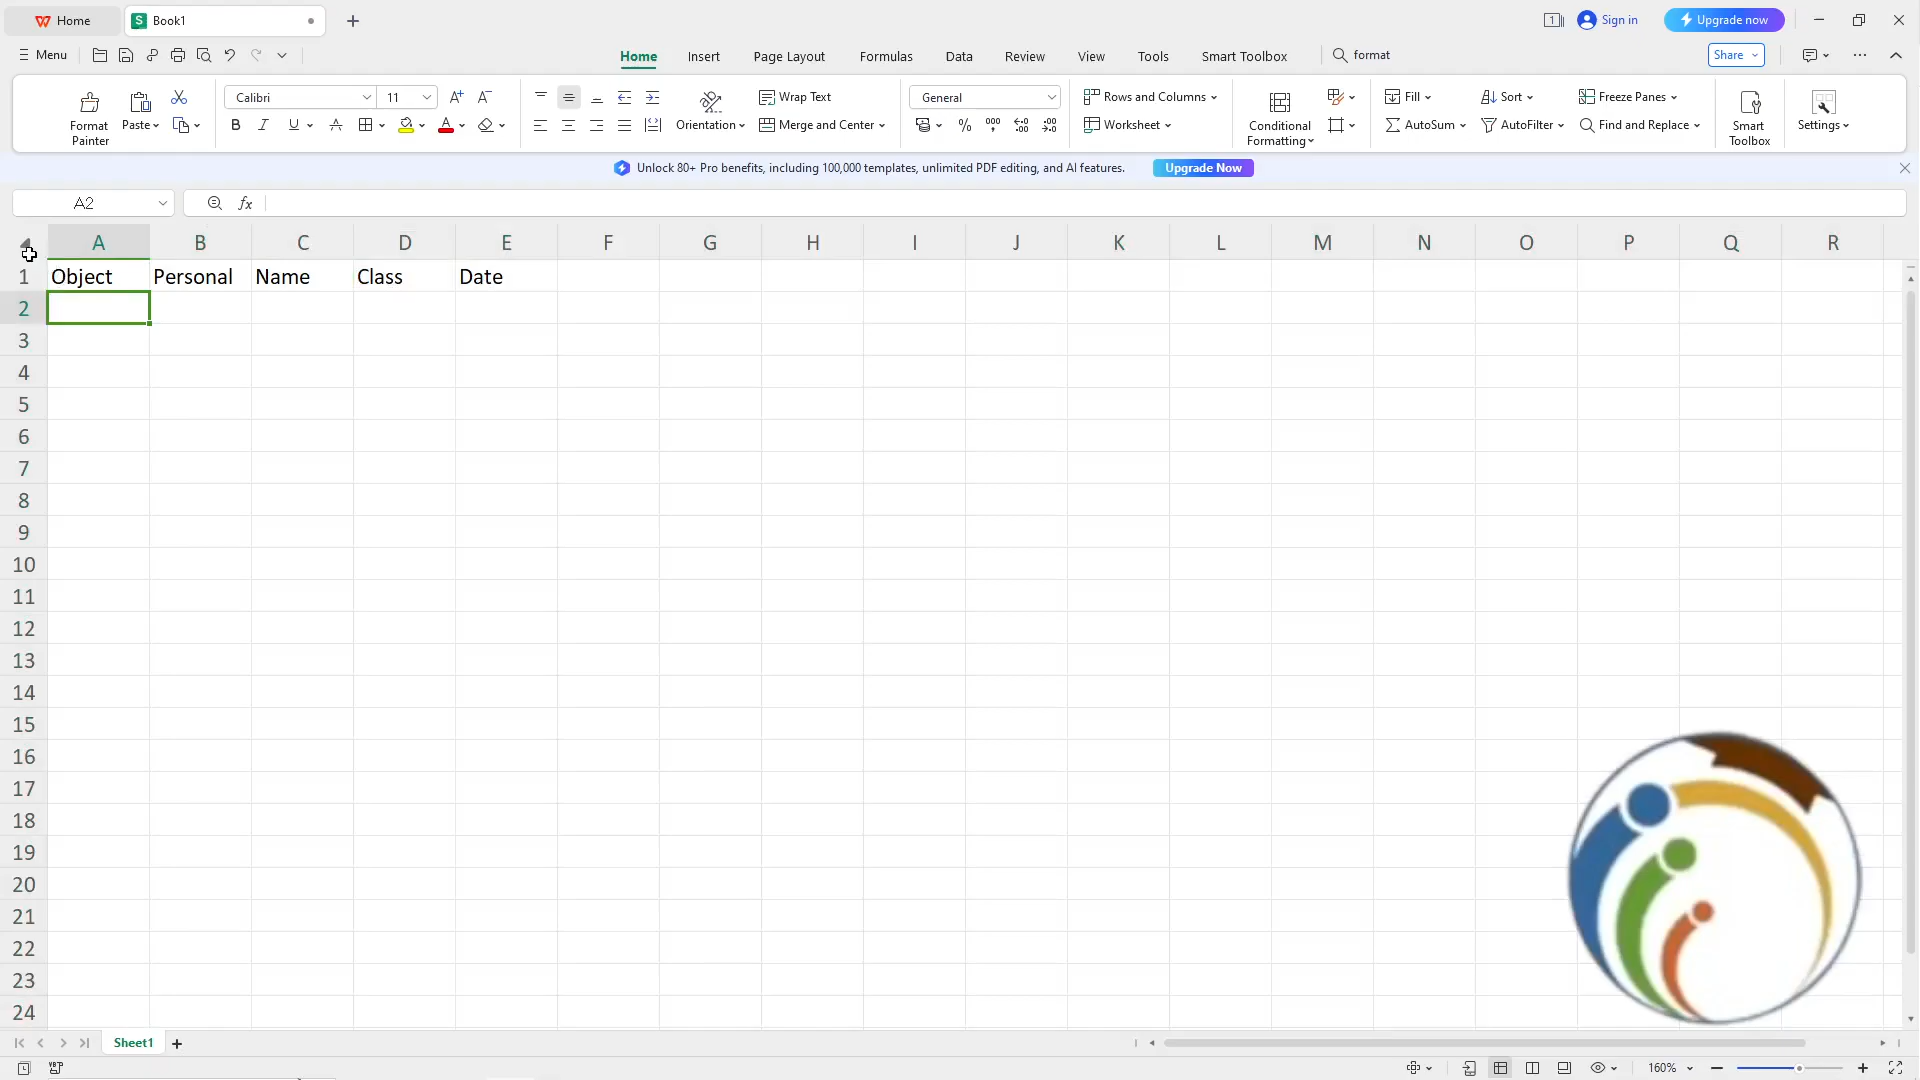 Home
Book1
Sign in
Upgrade now
Menu
Home Insert Page Layout Formulas Data Review View Tools Smart Toolbox format
Share
Format Painter
Paste
Calibri
11
Orientation
Wrap Text
Merge and Center
General
Rows and Columns
Worksheet
Conditional Formatting
Fill
AutoSum
Sort
AutoFilter
Freeze Panes
Find and Replace
Smart Toolbox
Settings
Unlock 80+ Pro benefits, including 100,000 templates, unlimited PDF editing, and AI features. Upgrade Now
A2
fx
A B C D E F G H I J K L M N O P Q R
1 Object Personal Name Class Date
2
3
4
5
6
7
8
9
10
11
12
13
14
15
16
17
18
19
20
21
22
23
24
Sheet1
160%